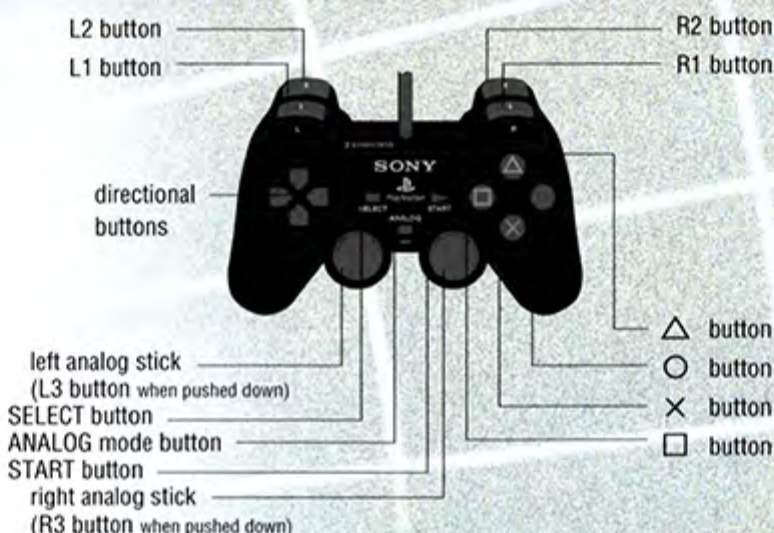 L2 button
L1 button
R2 button
R1 button
SONY
PlayStation
SELECT
START
ANALOG
directional
buttons
△ button
○ button
✕ button
□ button
left analog stick
(L3 button when pushed down)
SELECT button
ANALOG mode button
START button
right analog stick
(R3 button when pushed down)